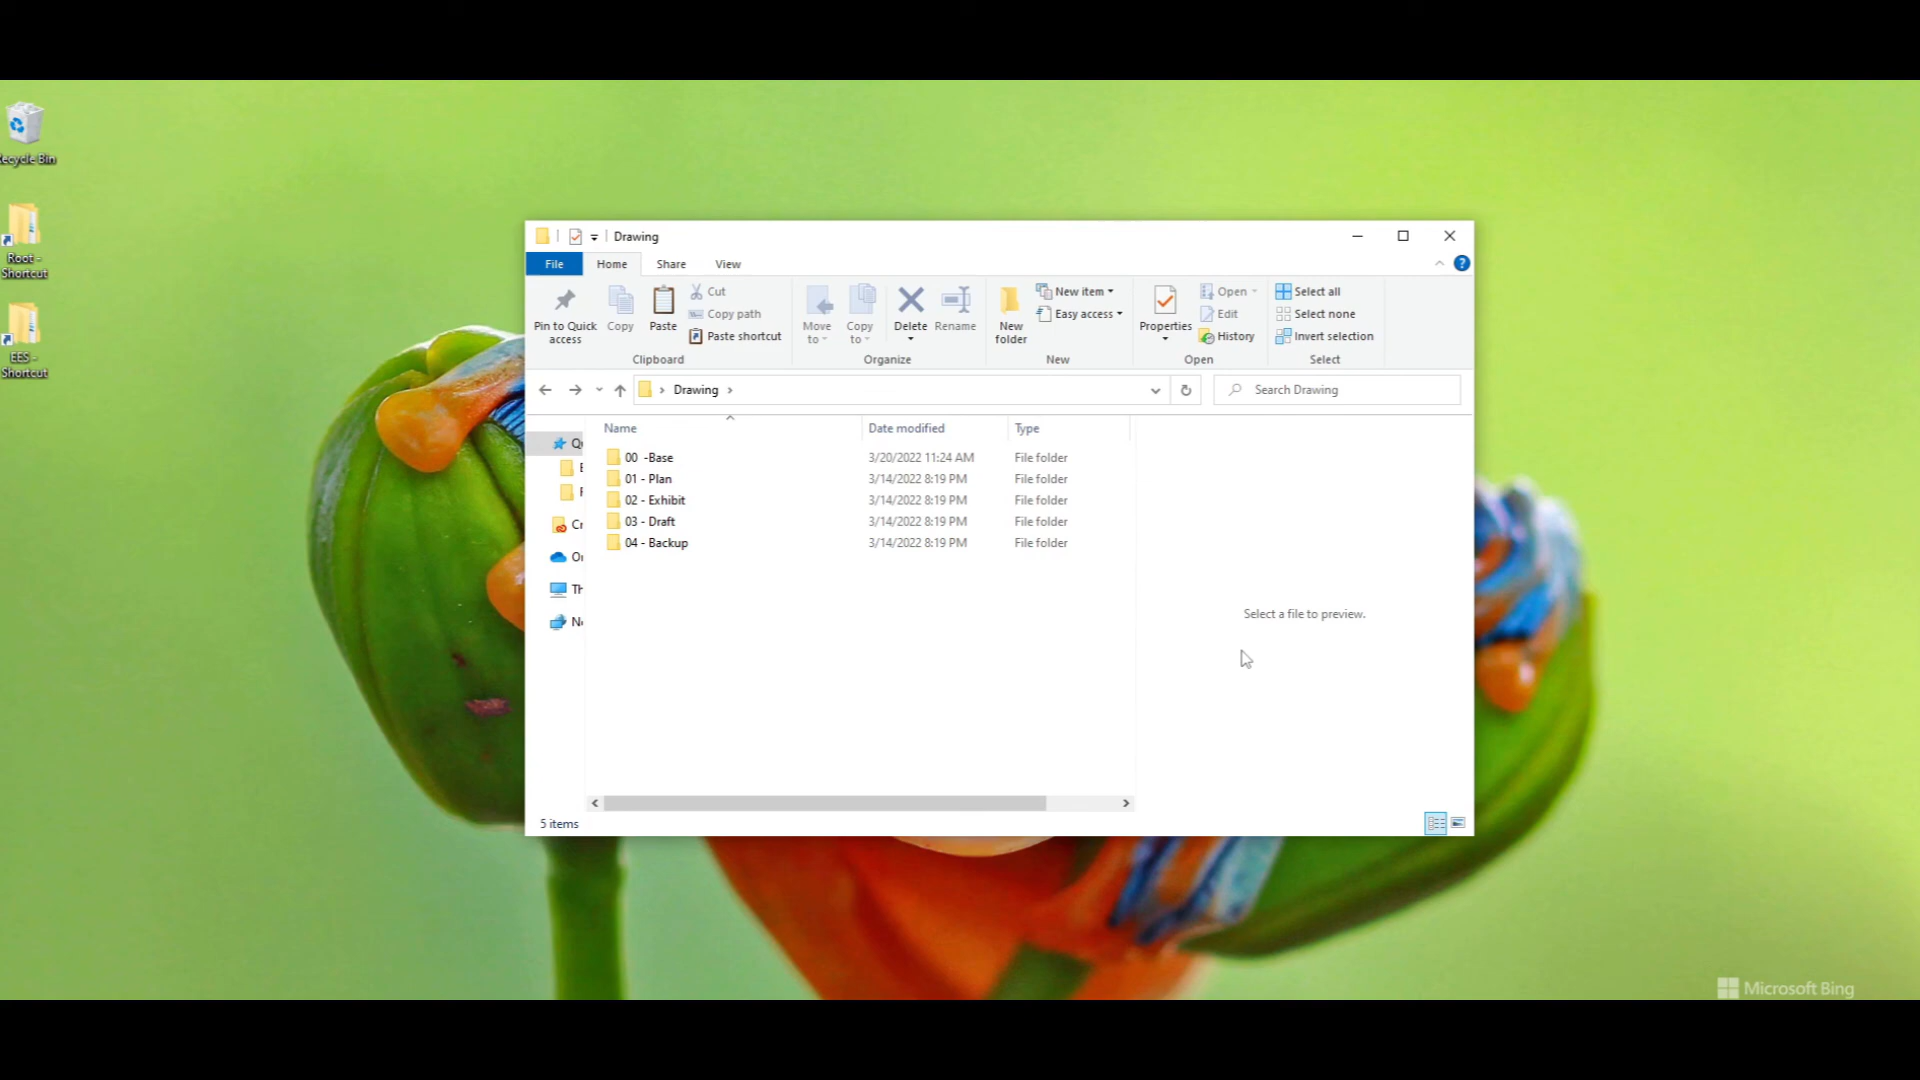 Recycle Bin
Root -
Shortcut
EES -
Shortcut
Drawing
File Home Share View
Pin to Quick
access
Copy
Paste
Cut
Copy path
Paste shortcut
Clipboard
Move
to
Copy
to
Delete
Rename
Organize
New
folder
New item
Easy access
New
Properties
Open
Edit
History
Open
Select all
Select none
Invert selection
Select
Drawing
Search Drawing
Name Date modified Type
00 -Base 3/20/2022 11:24 AM File folder
01 - Plan 3/14/2022 8:19 PM File folder
02 - Exhibit 3/14/2022 8:19 PM File folder
03 - Draft 3/14/2022 8:19 PM File folder
04 - Backup 3/14/2022 8:19 PM File folder
Select a file to preview.
5 items
Microsoft Bing